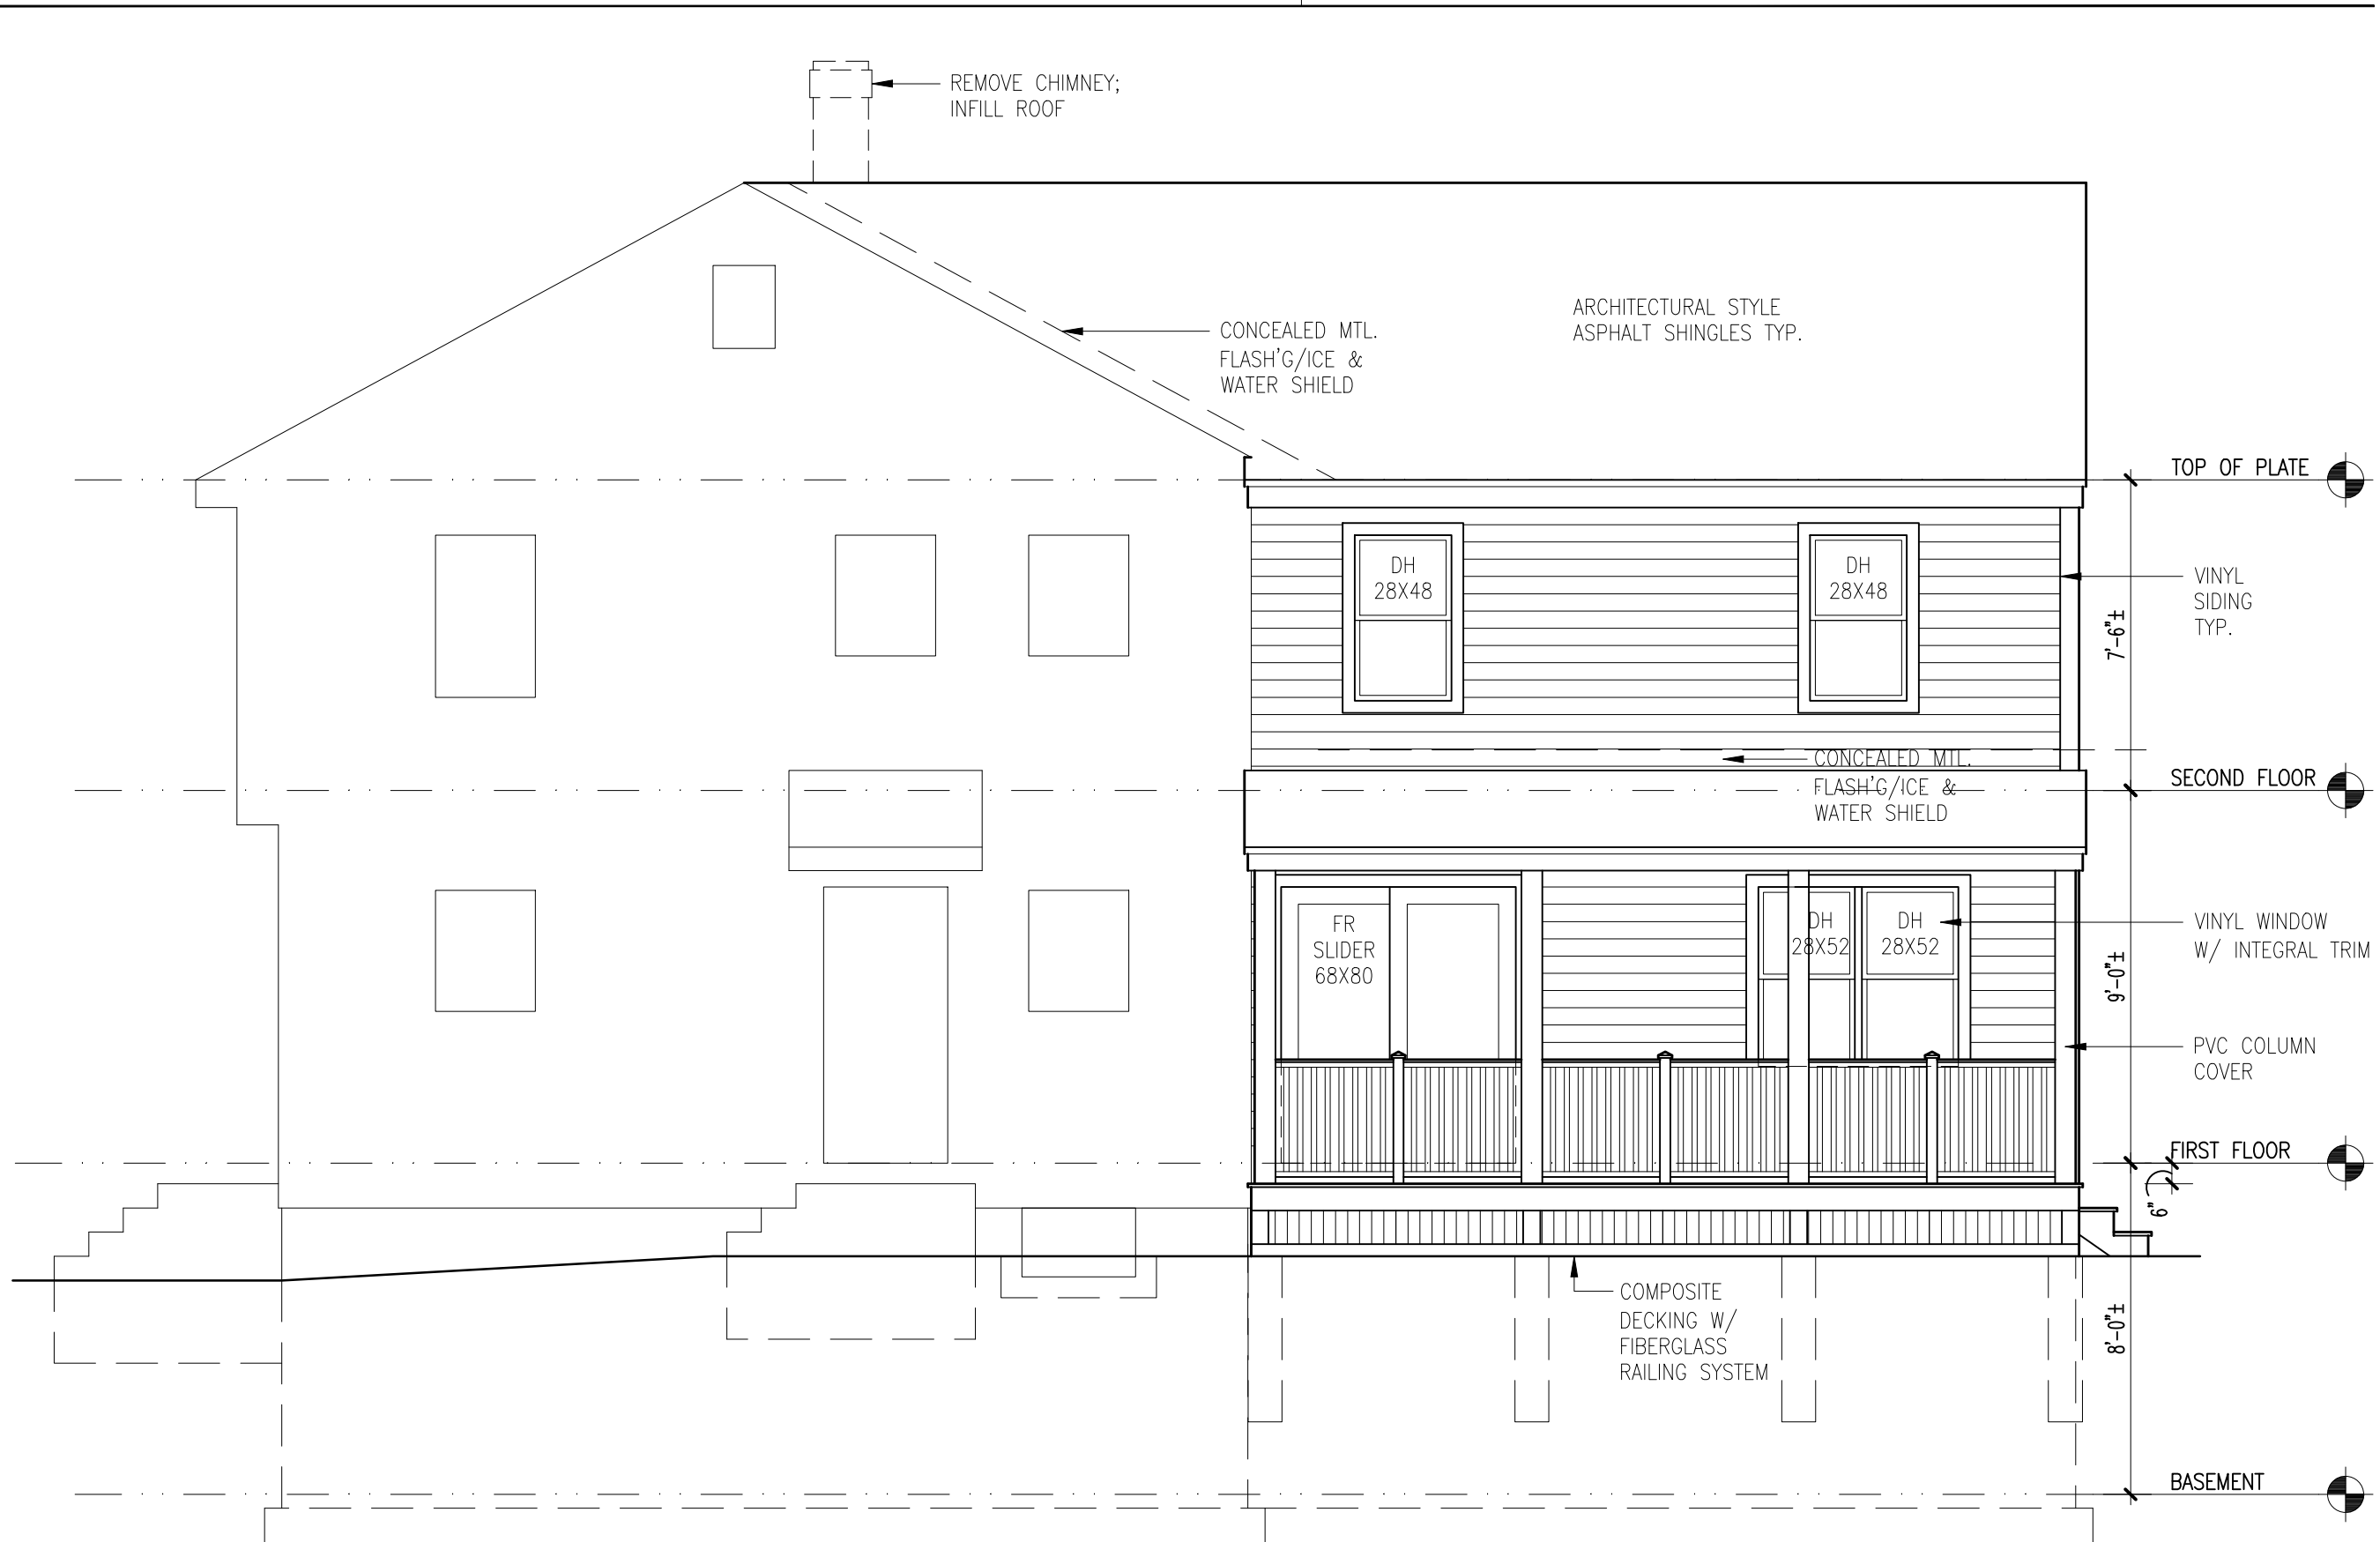 REMOVE CHIMNEY;
INFILL ROOF
CONCEALED MTL.
FLASH'G/ICE &
WATER SHIELD
ARCHITECTURAL STYLE
ASPHALT SHINGLES TYP.
TOP OF PLATE
DH
28X48
DH
28X48
VINYL
SIDING
TYP.
7'-6"±
CONCEALED MTL.
FLASH'G/ICE &
WATER SHIELD
SECOND FLOOR
FR
SLIDER
68X80
DH
28X52
DH
28X52
VINYL WINDOW
W/ INTEGRAL TRIM
9'-0"±
PVC COLUMN
COVER
FIRST FLOOR
6"
COMPOSITE
DECKING W/
FIBERGLASS
RAILING SYSTEM
8'-0"±
BASEMENT